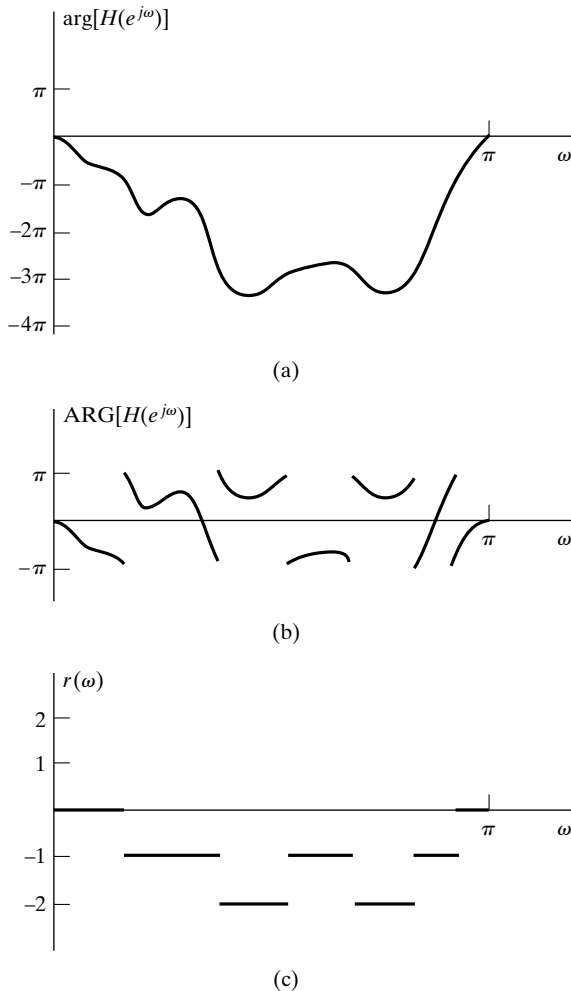 arg[H(e^{jω})]
π
π
ω
−π
−2π
−3π
−4π
(a)
ARG[H(e^{jω})]
π
π
ω
−π
(b)
r(ω)
2
1
π
ω
−1
−2
(c)